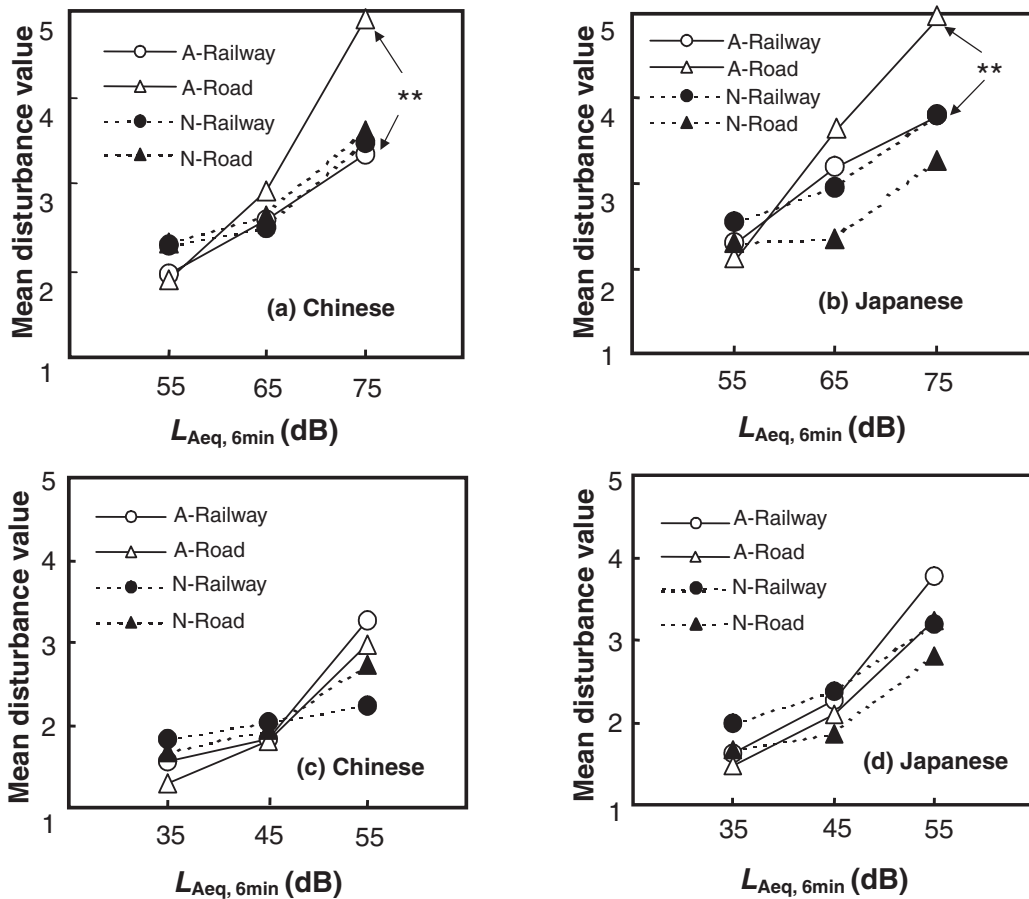 Mean disturbance value
5
4
3
2
1
A-Railway
A-Road
N-Railway
N-Road
**
(a) Chinese
55 65 75
LAeq, 6min (dB)
Mean disturbance value
5
4
3
2
1
A-Railway
A-Road
N-Railway
N-Road
**
(b) Japanese
55 65 75
LAeq, 6min (dB)
Mean disturbance value
5
4
3
2
1
A-Railway
A-Road
N-Railway
N-Road
(c) Chinese
35 45 55
LAeq, 6min (dB)
Mean disturbance value
5
4
3
2
1
A-Railway
A-Road
N-Railway
N-Road
(d) Japanese
35 45 55
LAeq, 6min (dB)